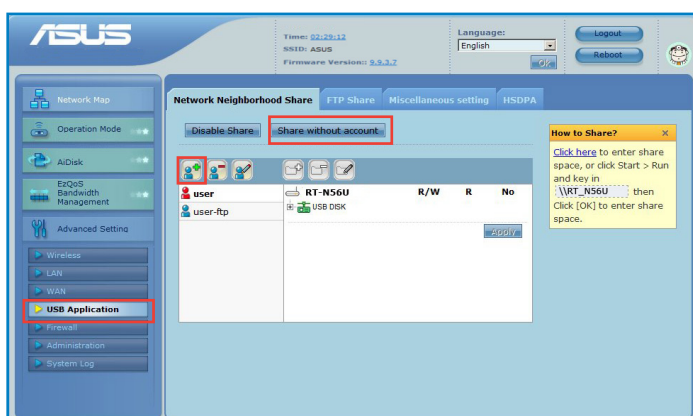 ASUS
Time: 02:29:12
SSID: ASUS
Firmware Version: 9.9.3.7
Language:
English
OK
Logout
Reboot
Network Map
Operation Mode
AiDisk
EzQoS
Bandwidth
Management
Advanced Setting
Wireless
LAN
WAN
USB Application
Firewall
Administration
System Log
Network Neighborhood Share
FTP Share
Miscellaneous setting
HSDPA
Disable Share
Share without account
user
user-ftp
RT-N56U R/W R No
USB DISK
Apply
How to Share? ×
Click here to enter share
space, or click Start > Run
and key in
\\RT_N56U then
Click [OK] to enter share
space.